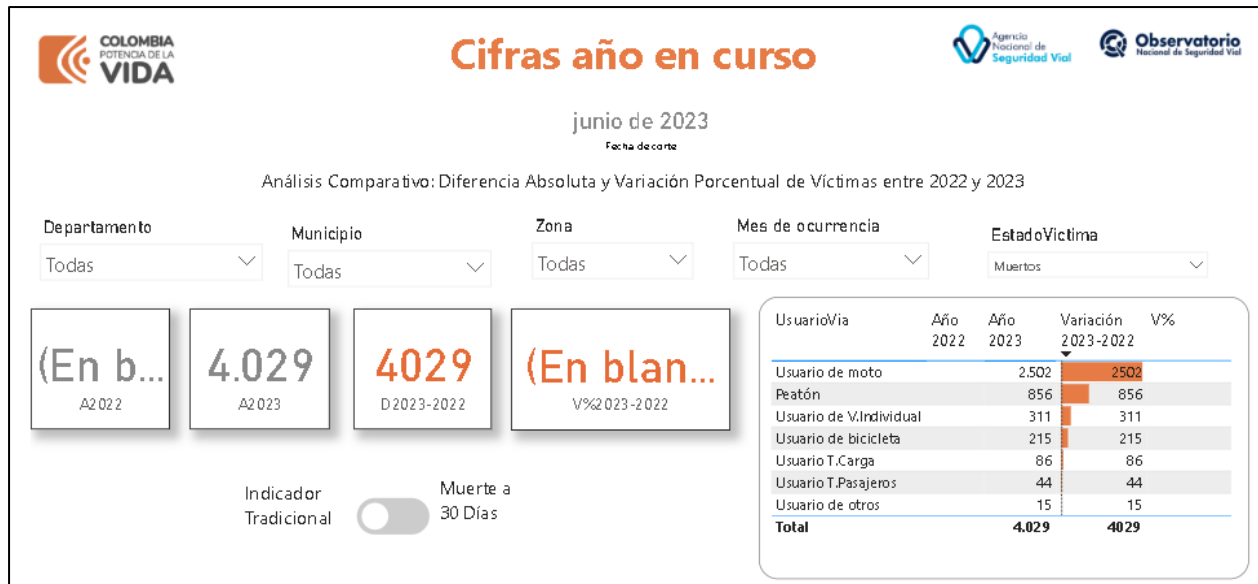 COLOMBIA
POTENCIA DE LA
VIDA
Cifras año en curso
Agencia
Nacional de
Seguridad Vial
Observatorio
Nacional de Seguridad Vial
junio de 2023
Fecha de corte
Análisis Comparativo: Diferencia Absoluta y Variación Porcentual de Víctimas entre 2022 y 2023
Departamento
Todas
Municipio
Todas
Zona
Todas
Mes de ocurrencia
Todas
EstadoVictima
Muertos
(En b...
A2022
4.029
A2023
4029
D2023-2022
(En blan...
V%2023-2022
Indicador
Tradicional
Muerte a
30 Días
UsuarioVia Año 2022 Año 2023 Variación 2023-2022 V%
Usuario de moto 2.502 2502
Peatón 856 856
Usuario de V.Individual 311 311
Usuario de bicicleta 215 215
Usuario T.Carga 86 86
Usuario T.Pasajeros 44 44
Usuario de otros 15 15
Total 4.029 4029